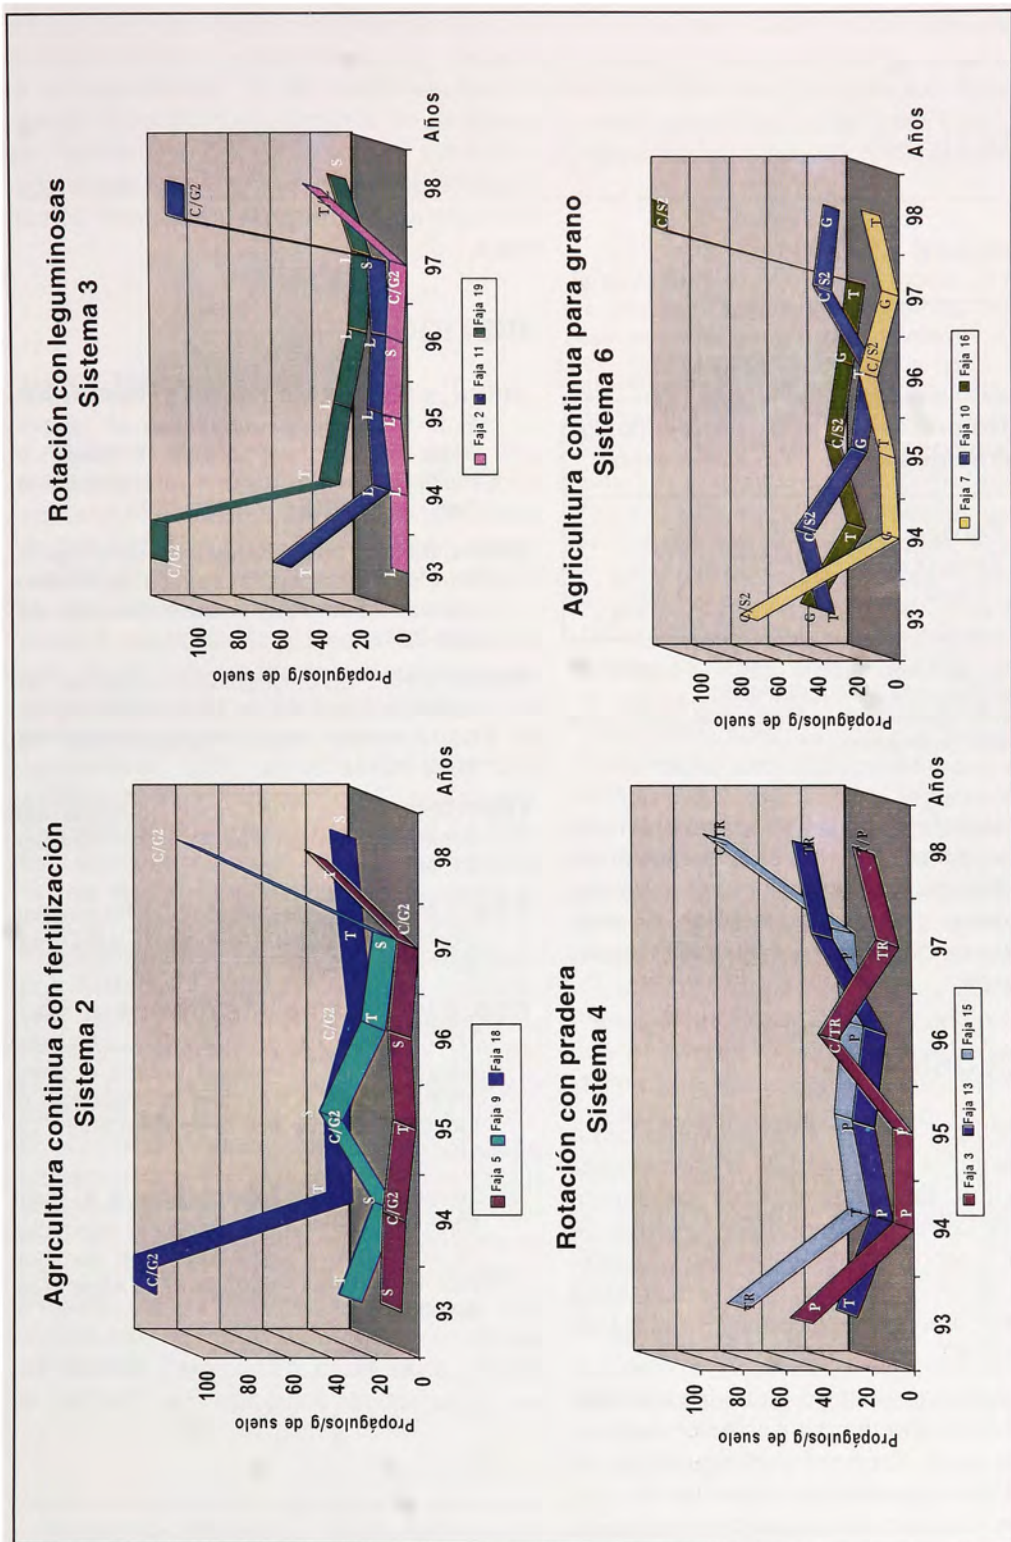 Agricultura continua con fertilización
Sistema 2
Propágulos/g de suelo
100
80
60
40
20
0
C/G2
T
S
T
S
C/G2
S
C/G2
T
C/G2
T
S
T
S
C/G2
T
S
C/G2
93
94
95
96
97
98
Años
Faja 5
Faja 9
Faja 18
Rotación con leguminosas
Sistema 3
Propágulos/g de suelo
100
80
60
40
20
0
C/G2
T
L
T
L
L
L
L
L
L
S
L
S
C/G2
C/G2
T
S
93
94
95
96
97
98
Años
Faja 2
Faja 11
Faja 19
Rotación con pradera
Sistema 4
Propágulos/g de suelo
100
80
60
40
20
0
TR
P
T
T
P
P
P
P
C/TR
P
P
TR
C/TR
TR
C/P
93
94
95
96
97
98
Años
Faja 3
Faja 13
Faja 15
Agricultura continua para grano
Sistema 6
Propágulos/g de suelo
100
80
60
40
20
0
C/S2
G
T
C/S2
T
G
C/S2
G
T
G
T
C/S2
C/S2
T
G
C/S2
G
T
93
94
95
96
97
98
Años
Faja 7
Faja 10
Faja 16